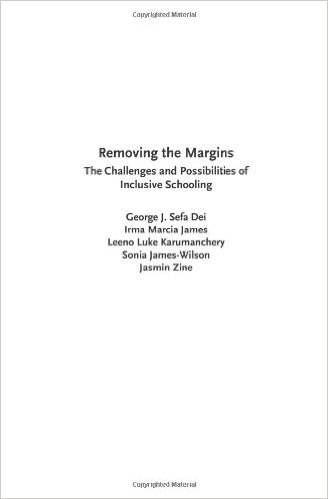 Copyrighted Material
Removing the Margins
The Challenges and Possibilities of
Inclusive Schooling
George J. Sefa Dei
Irma Marcia James
Leeno Luke Karumanchery
Sonia James-Wilson
Jasmin Zine
Copyrighted Material